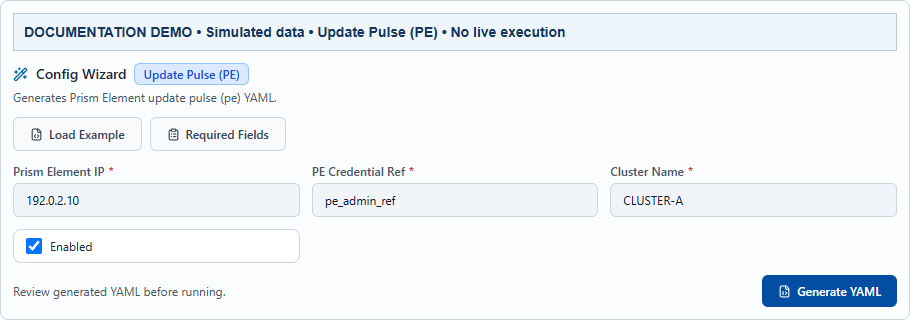 DOCUMENTATION DEMO • Simulated data • Update Pulse (PE) • No live execution
Config Wizard Update Pulse (PE)
Generates Prism Element update pulse (pe) YAML.
Load Example Required Fields
Prism Element IP * PE Credential Ref * Cluster Name *
192.0.2.10 pe_admin_ref CLUSTER-A
Enabled
Review generated YAML before running. Generate YAML